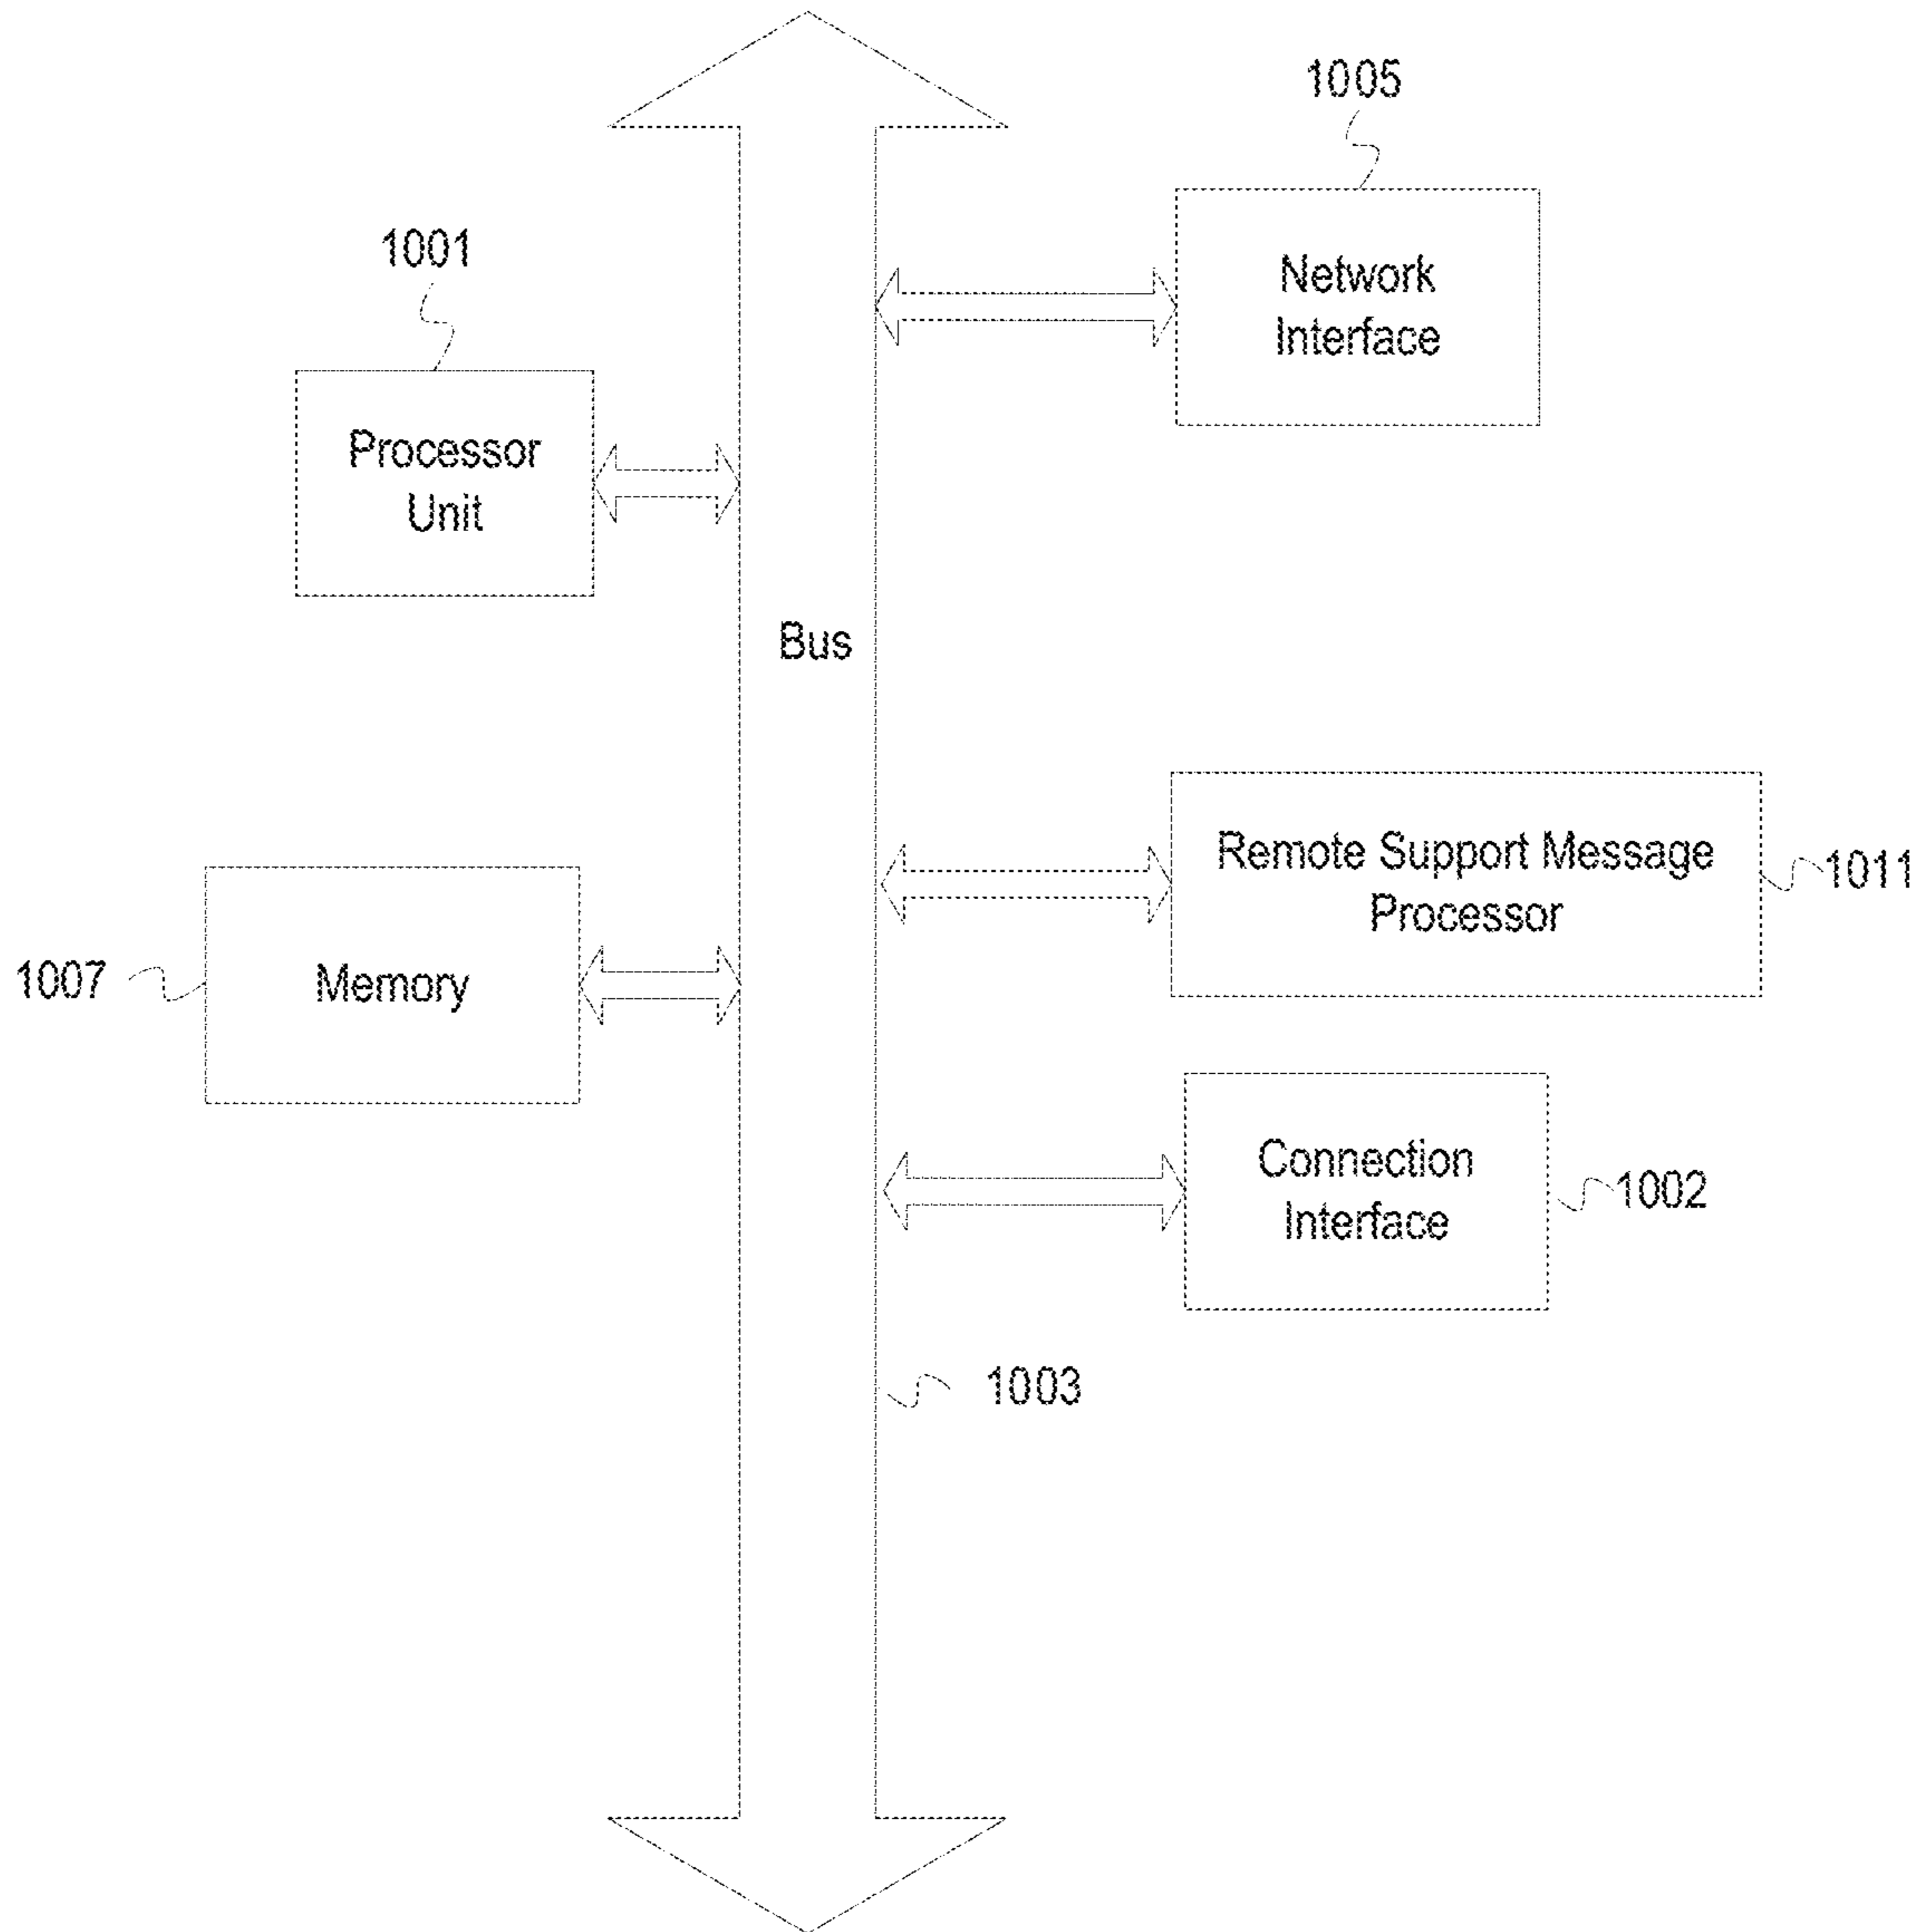 1005
Network
Interface
1001
Processor
Unit
Bus
Remote Support Message
Processor
1011
1007
Memory
Connection
Interface
1002
1003